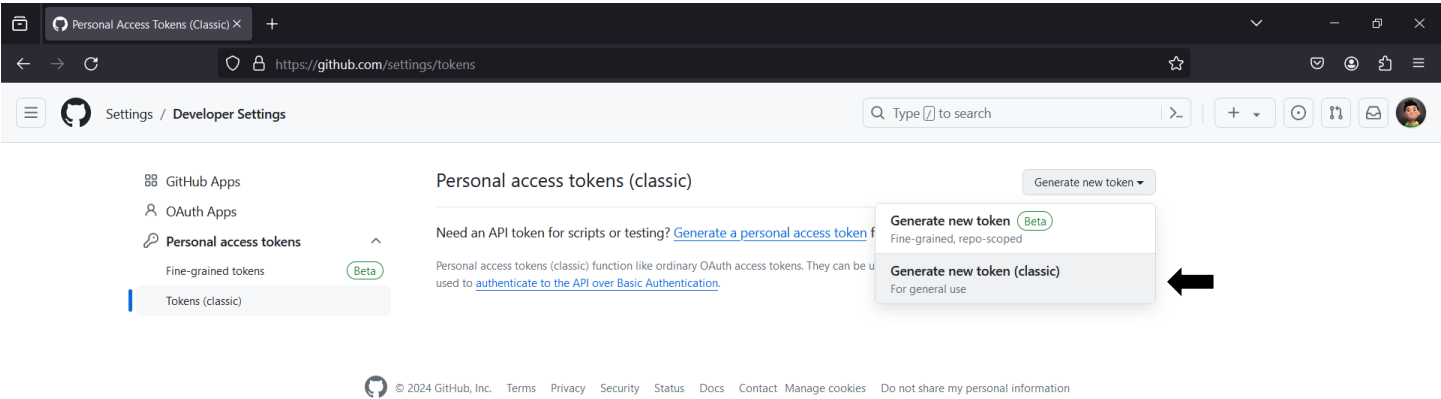 Personal Access Tokens (Classic)
https://github.com/settings/tokens
Settings / Developer Settings
Type / to search
GitHub Apps
OAuth Apps
Personal access tokens
Fine-grained tokens Beta
Tokens (classic)
Personal access tokens (classic)
Generate new token
Need an API token for scripts or testing? Generate a personal access token f
Personal access tokens (classic) function like ordinary OAuth access tokens. They can be u
used to authenticate to the API over Basic Authentication.
Generate new token Beta
Fine-grained, repo-scoped
Generate new token (classic)
For general use
© 2024 GitHub, Inc. Terms Privacy Security Status Docs Contact Manage cookies Do not share my personal information